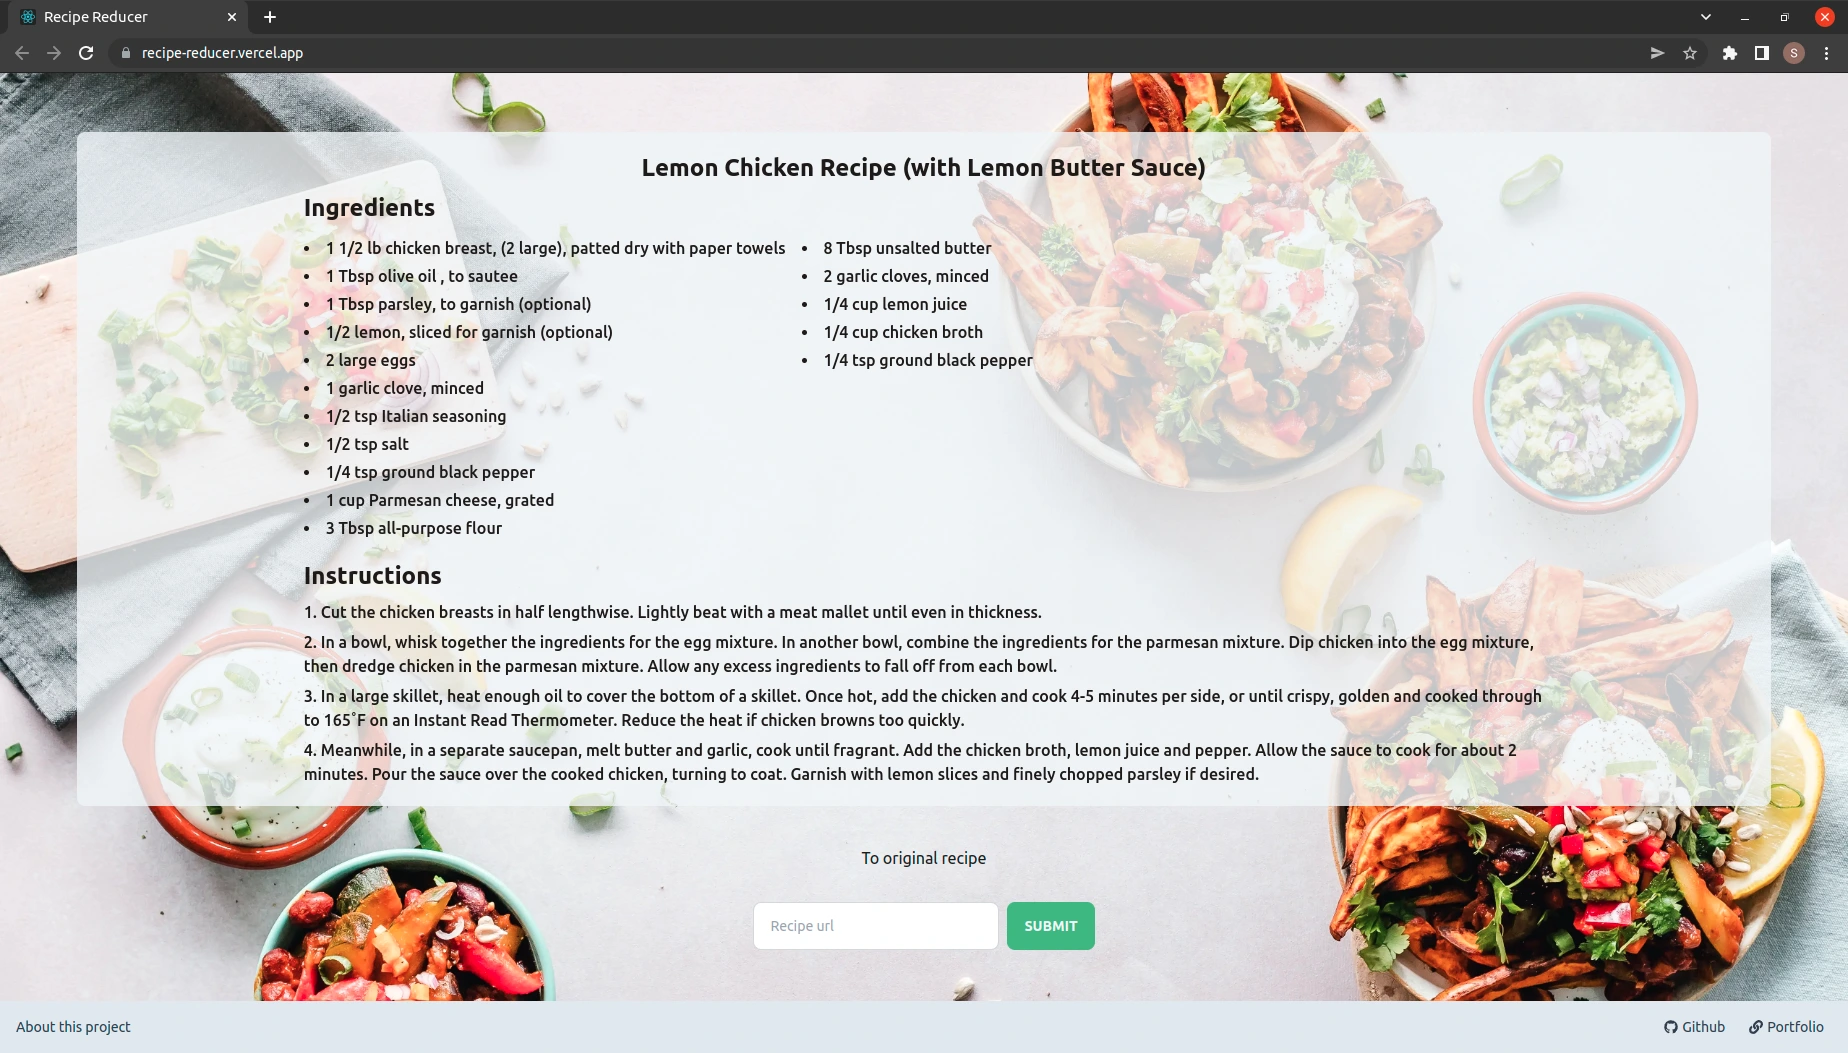 Recipe Reducer
recipe-reducer.vercel.app
S
Lemon Chicken Recipe (with Lemon Butter Sauce)
Ingredients
• 1 1/2 lb chicken breast, (2 large), patted dry with paper towels
• 1 Tbsp olive oil , to sautee
• 1 Tbsp parsley, to garnish (optional)
• 1/2 lemon, sliced for garnish (optional)
• 2 large eggs
• 1 garlic clove, minced
• 1/2 tsp Italian seasoning
• 1/2 tsp salt
• 1/4 tsp ground black pepper
• 1 cup Parmesan cheese, grated
• 3 Tbsp all-purpose flour
• 8 Tbsp unsalted butter
• 2 garlic cloves, minced
• 1/4 cup lemon juice
• 1/4 cup chicken broth
• 1/4 tsp ground black pepper
Instructions
1. Cut the chicken breasts in half lengthwise. Lightly beat with a meat mallet until even in thickness.
2. In a bowl, whisk together the ingredients for the egg mixture. In another bowl, combine the ingredients for the parmesan mixture. Dip chicken into the egg mixture,
then dredge chicken in the parmesan mixture. Allow any excess ingredients to fall off from each bowl.
3. In a large skillet, heat enough oil to cover the bottom of a skillet. Once hot, add the chicken and cook 4-5 minutes per side, or until crispy, golden and cooked through
to 165˚F on an Instant Read Thermometer. Reduce the heat if chicken browns too quickly.
4. Meanwhile, in a separate saucepan, melt butter and garlic, cook until fragrant. Add the chicken broth, lemon juice and pepper. Allow the sauce to cook for about 2
minutes. Pour the sauce over the cooked chicken, turning to coat. Garnish with lemon slices and finely chopped parsley if desired.
To original recipe
Recipe url
SUBMIT
About this project
Github
Portfolio